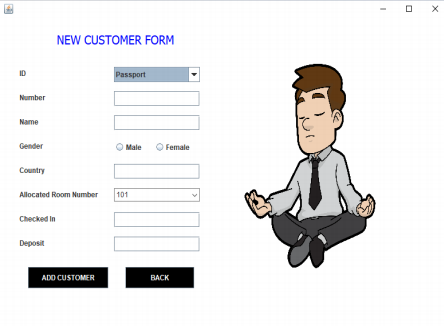 NEW CUSTOMER FORM
ID Passport
Number
Name
Gender Male Female
Country
Allocated Room Number 101
Checked In
Deposit
ADD CUSTOMER BACK